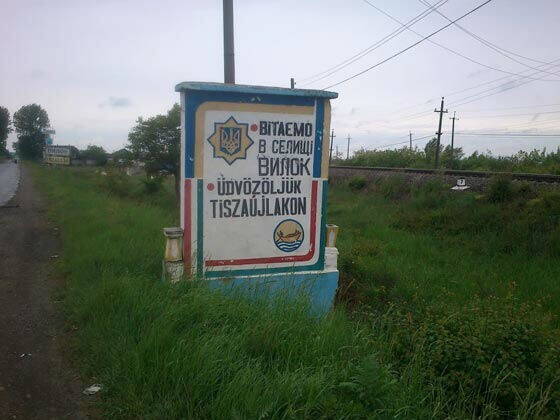 • ВІТАЄМО
В СЕЛИЩІ
ВИЛОК
• ÜDVÖZÖLJÜK
TISZAÚJLAKON